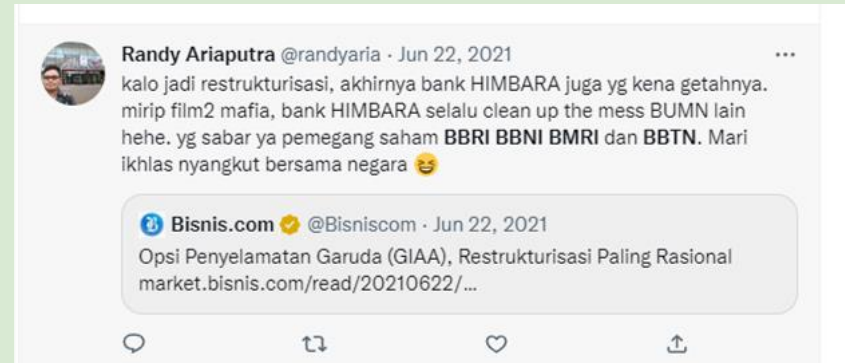 Randy Ariaputra @randyaria · Jun 22, 2021
kalo jadi restrukturisasi, akhirnya bank HIMBARA juga yg kena getahnya.
mirip film2 mafia, bank HIMBARA selalu clean up the mess BUMN lain
hehe. yg sabar ya pemegang saham BBRI BBNI BMRI dan BBTN. Mari
ikhlas nyangkut bersama negara 😆
Bisnis.com @Bisniscom · Jun 22, 2021
Opsi Penyelamatan Garuda (GIAA), Restrukturisasi Paling Rasional
market.bisnis.com/read/20210622/...